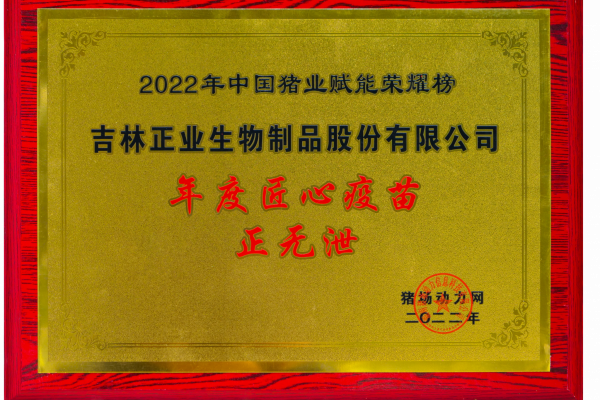 2022年中国猪业赋能荣耀榜
吉林正业生物制品股份有限公司
年度匠心疫苗
正无泄
猪场动力网
二〇二二年